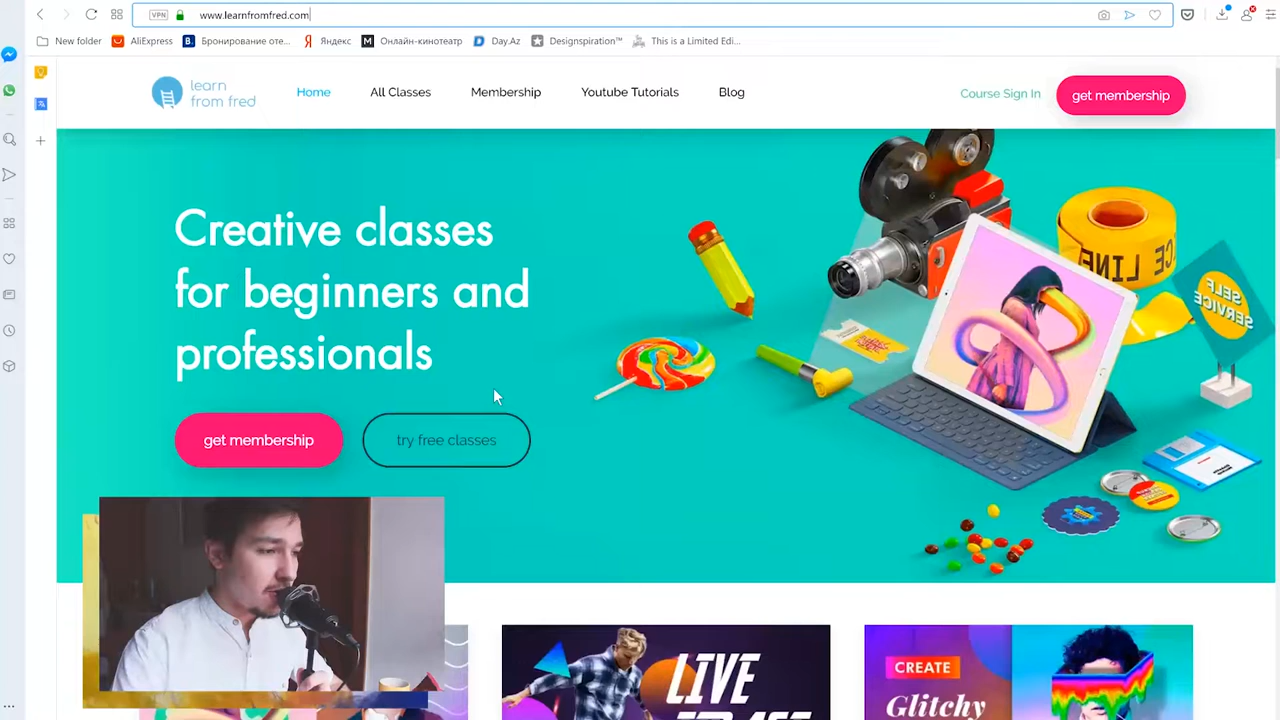 VPN
www.learnfromfred.com
New folder
AliExpress
B.
Бронирование оте...
Я
Яндекс
M
Онлайн-кинотеатр
Day.Az
Designspiration™
This is a Limited Edi...
learn
from fred
Home
All Classes
Membership
Youtube Tutorials
Blog
Course Sign In
get membership
Creative classes
for beginners and
professionals
get membership
try free classes
SELF
SERVICE
LIVE
CREATE
Glitchy